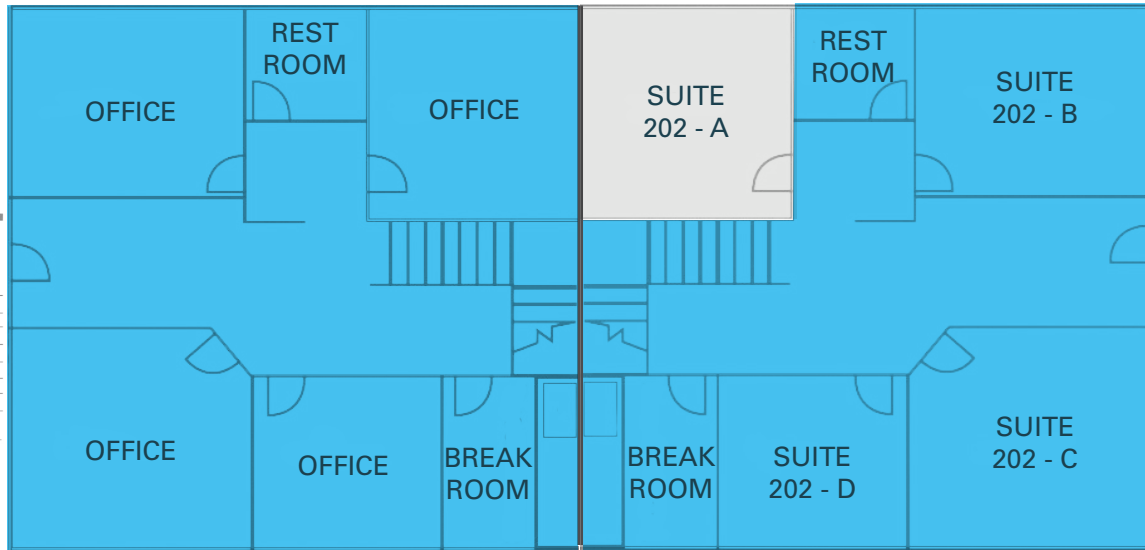 OFFICE
REST
ROOM
OFFICE
SUITE
202 - A
REST
ROOM
SUITE
202 - B
OFFICE
OFFICE
BREAK
ROOM
BREAK
ROOM
SUITE
202 - D
SUITE
202 - C